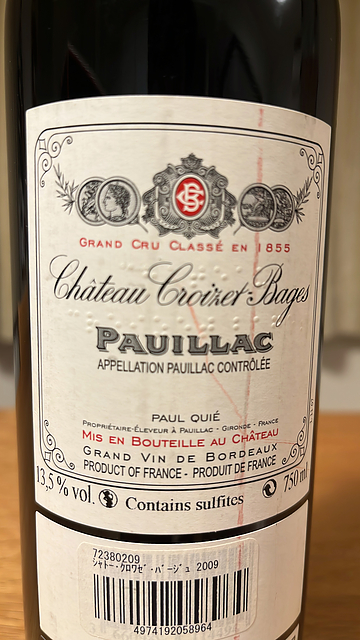 GRAND CRU CLASSÉ EN 1855
Château Croizet-Bages
PAUILLAC
APPELLATION PAUILLAC CONTRÔLÉE
PAUL QUIÉ
PROPRIÉTAIRE-ÉLEVEUR À PAUILLAC - GIRONDE - FRANCE
MIS EN BOUTEILLE AU CHÂTEAU
GRAND VIN DE BORDEAUX
PRODUCT OF FRANCE - PRODUIT DE FRANCE
13,5 % vol. Contains sulfites 750 ml
72380209
シャトー・クロワゼ・バージュ 2009
4974192058964